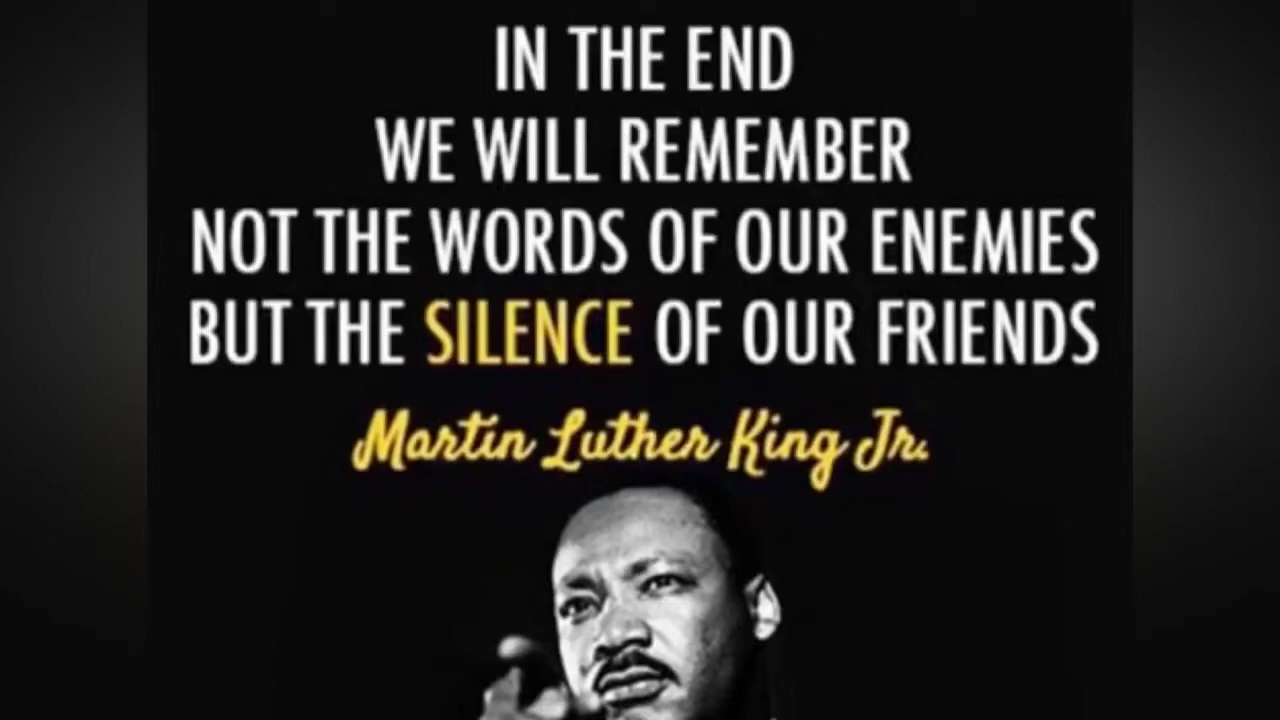 IN THE END
WE WILL REMEMBER
NOT THE WORDS OF OUR ENEMIES
BUT THE SILENCE OF OUR FRIENDS
Martin Luther King Jr.